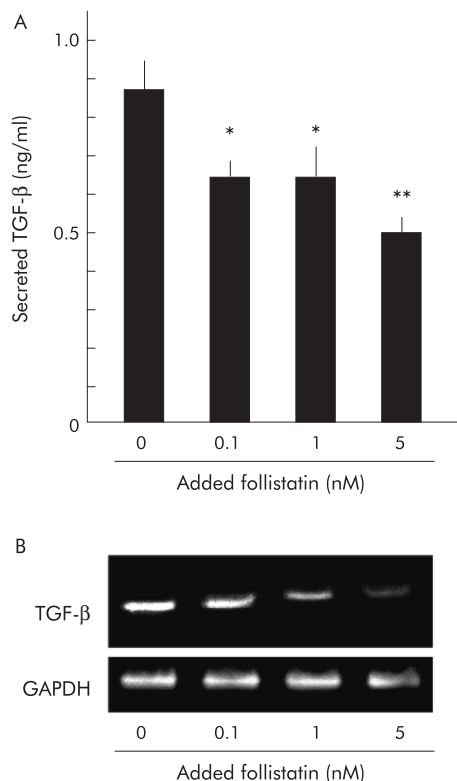 A
1.0
*
*
**
0.5
0
Secreted TGF-β (ng/ml)
0 0.1 1 5
Added follistatin (nM)
B
TGF-β
GAPDH
0 0.1 1 5
Added follistatin (nM)